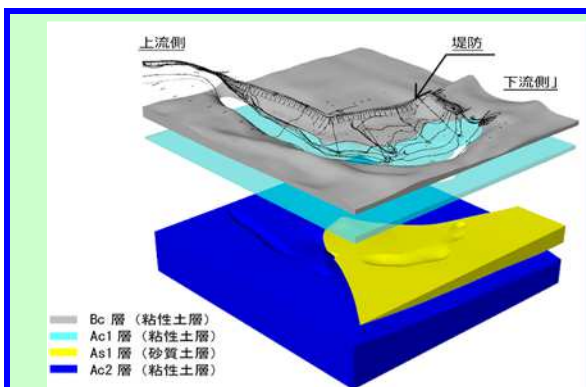 上流側
堤防
下流側」
Bc 層 (粘性土層)
Ac1 層 (粘性土層)
As1 層 (砂質土層)
Ac2 層 (粘性土層)